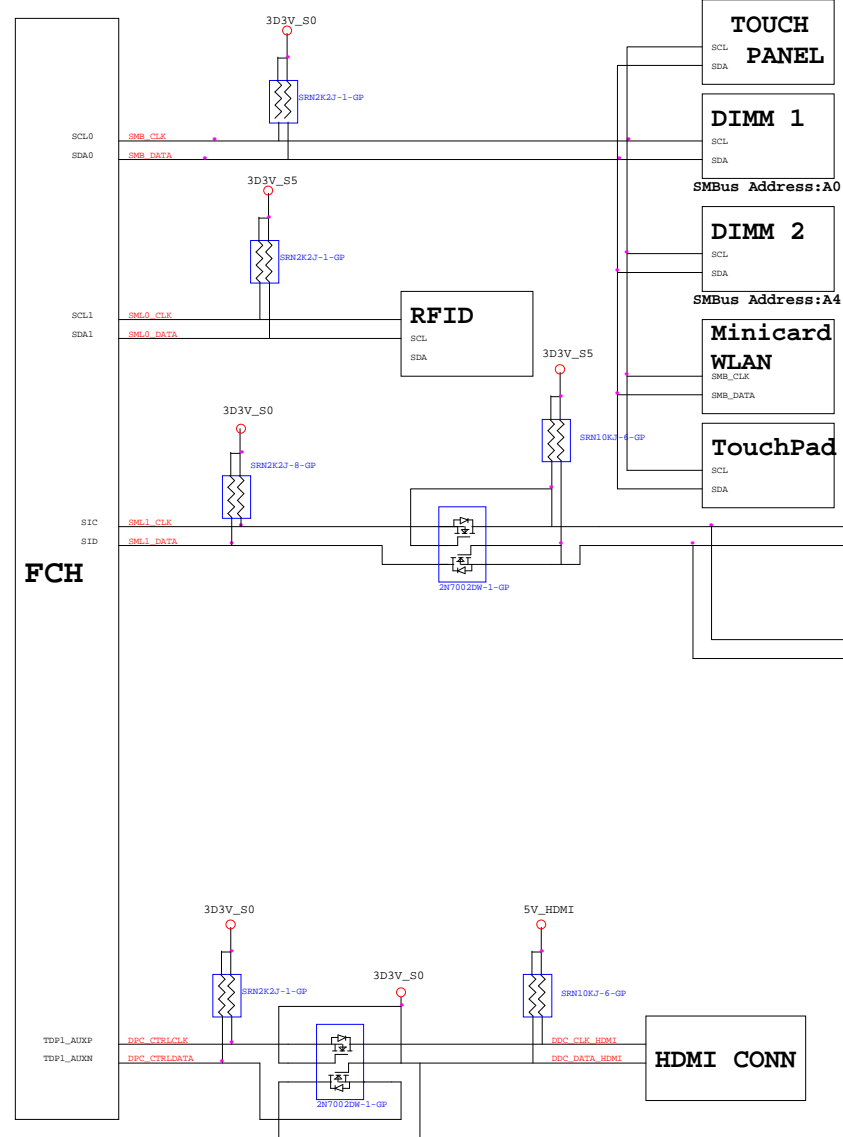 3D3V_S0
TOUCH
PANEL
SCL
SDA
SRN2K2J-1-GP
DIMM 1
SCL0
SMB_CLK
SCL
SDA0
SMB_DATA
SDA
SMBus Address:A0
3D3V_S5
DIMM 2
SRN2K2J-1-GP
SCL
SDA
SMBus Address:A4
SCL1
SML0_CLK
RFID
SDA1
SML0_DATA
SCL
SDA
Minicard
WLAN
SMB_CLK
SMB_DATA
3D3V_S5
3D3V_S0
SRN10KJ-6-GP
TouchPad
SRN2K2J-8-GP
SCL
SDA
SIC
SML1_CLK
SID
SML1_DATA
FCH
2N7002DW-1-GP
3D3V_S0
5V_HDMI
3D3V_S0
SRN2K2J-1-GP
SRN10KJ-6-GP
TDP1_AUXP
DPC_CTRLCLK
DDC_CLK_HDMI
TDP1_AUXN
DPC_CTRLDATA
DDC_DATA_HDMI
HDMI CONN
2N7002DW-1-GP